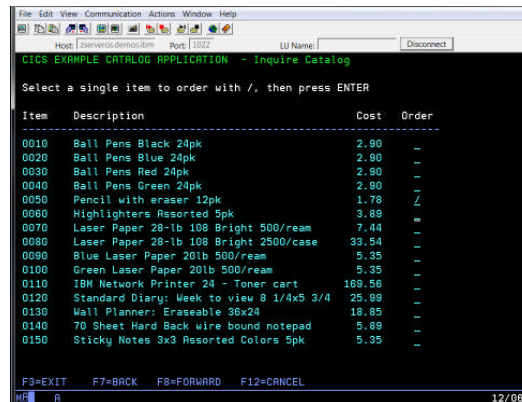 File Edit View Communication Actions Window Help
Host: zserveros.demos.ibm Port: 1022 LU Name: Disconnect
CICS EXAMPLE CATALOG APPLICATION - Inquire Catalog
Select a single item to order with /, then press ENTER
Item Description Cost Order
0010 Ball Pens Black 24pk 2.90 _
0020 Ball Pens Blue 24pk 2.90 _
0030 Ball Pens Red 24pk 2.90 _
0040 Ball Pens Green 24pk 2.90 _
0050 Pencil with eraser 12pk 1.78 /
0060 Highlighters Assorted 5pk 3.89 _
0070 Laser Paper 28-lb 108 Bright 500/ream 7.44 _
0080 Laser Paper 28-lb 108 Bright 2500/case 33.54 _
0090 Blue Laser Paper 20lb 500/ream 5.35 _
0100 Green Laser Paper 20lb 500/ream 5.35 _
0110 IBM Network Printer 24 - Toner cart 169.56 _
0120 Standard Diary: Week to view 8 1/4x5 3/4 25.99 _
0130 Wall Planner: Eraseable 36x24 18.85 _
0140 70 Sheet Hard Back wire bound notepad 5.89 _
0150 Sticky Notes 3x3 Assorted Colors 5pk 5.35 _
F3=EXIT F7=BACK F8=FORWARD F12=CANCEL
MA A 12/06